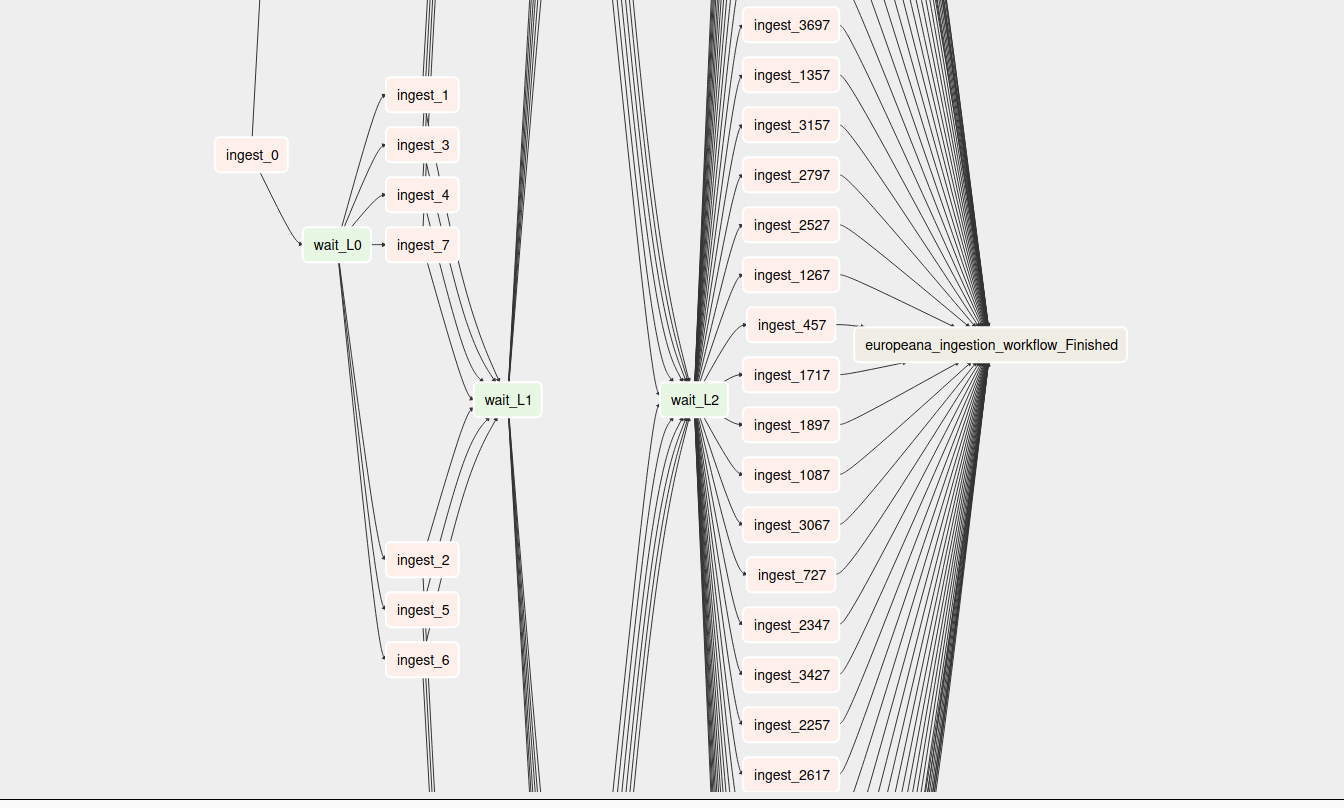 ingest_0
wait_L0
ingest_1
ingest_3
ingest_4
ingest_7
ingest_2
ingest_5
ingest_6
wait_L1
wait_L2
ingest_3697
ingest_1357
ingest_3157
ingest_2797
ingest_2527
ingest_1267
ingest_457
ingest_1717
ingest_1897
ingest_1087
ingest_3067
ingest_727
ingest_2347
ingest_3427
ingest_2257
ingest_2617
europeana_ingestion_workflow_Finished